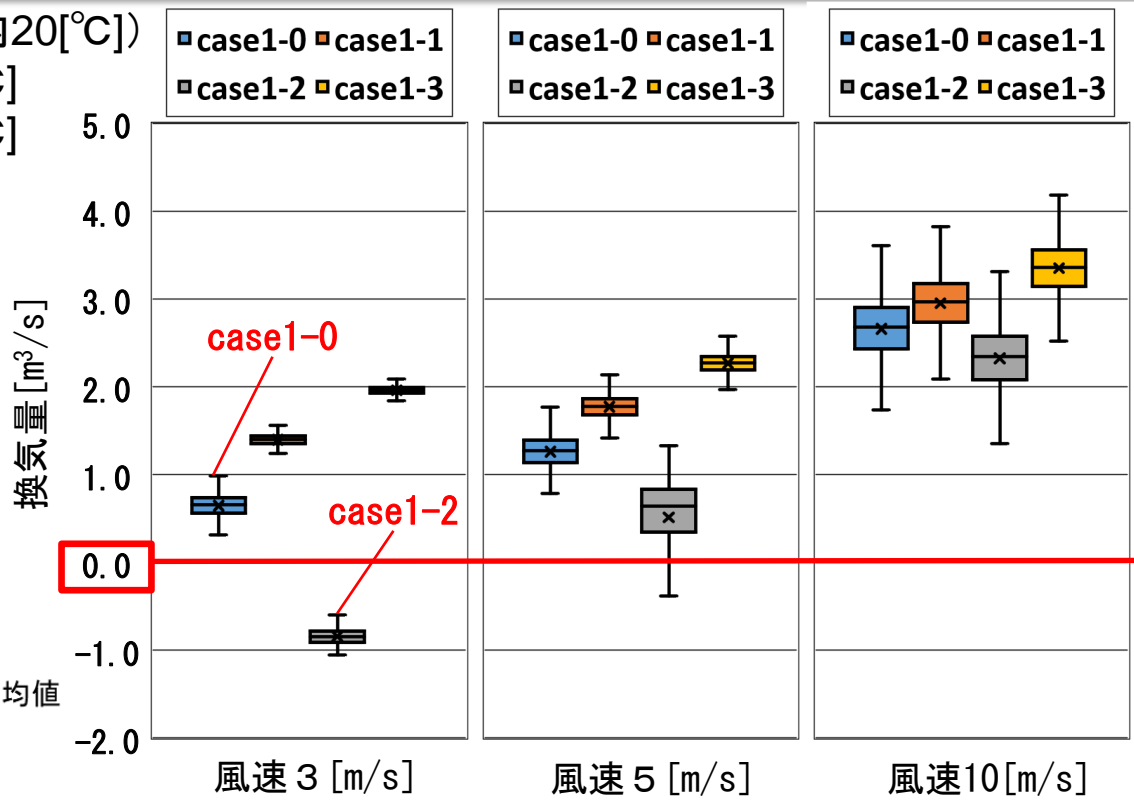 20[℃])
℃]
℃]
case1-0 case1-1
case1-2 case1-3
case1-0 case1-1
case1-2 case1-3
case1-0 case1-1
case1-2 case1-3
5.0
4.0
3.0
2.0
1.0
0.0
-1.0
-2.0
換気量[m³/s]
case1-0
case1-2
均値
風速３[m/s]
風速５[m/s]
風速10[m/s]